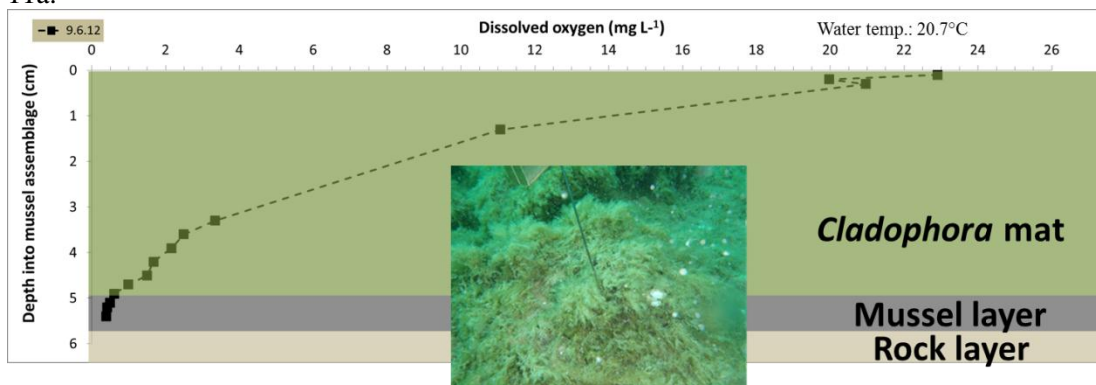 11a.
9.6.12
Dissolved oxygen (mg L-1)
Water temp.: 20.7°C
0 2 4 6 8 10 12 14 16 18 20 22 24 26
Depth into mussel assemblage (cm)
0
1
2
3
4
5
6
Cladophora mat
Mussel layer
Rock layer